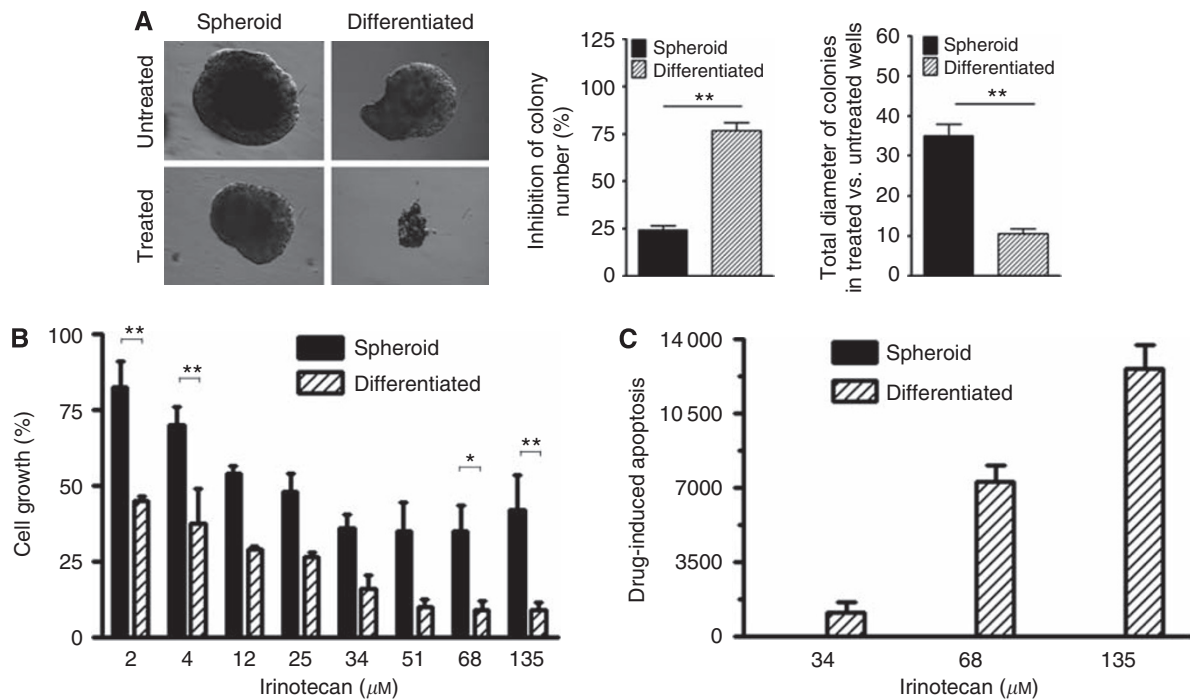 A
Spheroid
Differentiated
Untreated
Treated
Inhibition of colony
number (%)
125
100
75
50
25
0
Spheroid
Differentiated
**
Total diameter of colonies
in treated vs. untreated wells
60
50
40
30
20
10
0
Spheroid
Differentiated
**
B
Cell growth (%)
100
75
50
25
0
Spheroid
Differentiated
**
**
*
**
2 4 12 25 34 51 68 135
Irinotecan (μM)
C
Drug-induced apoptosis
14 000
10 500
7000
3500
0
Spheroid
Differentiated
34 68 135
Irinotecan (μM)